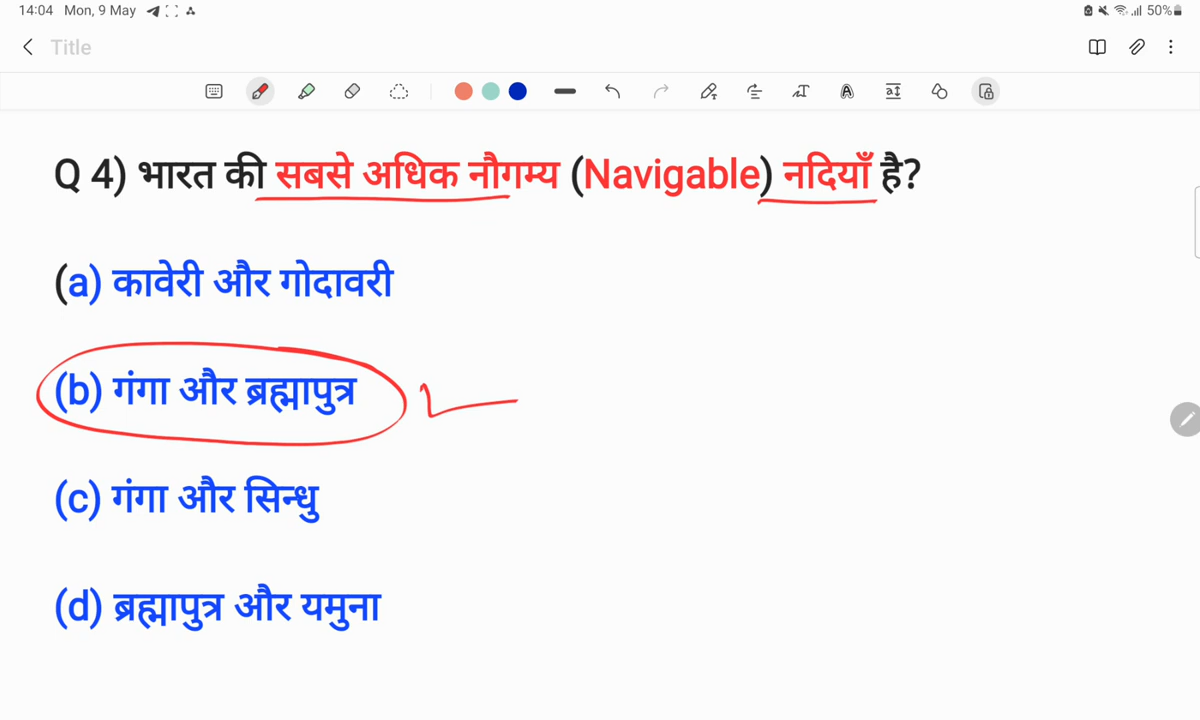 14:04 Mon, 9 May 50%
Title
Q 4) भारत की सबसे अधिक नौगम्य (Navigable) नदियाँ है?
(a) कावेरी और गोदावरी
(b) गंगा और ब्रह्मापुत्र
(c) गंगा और सिन्धु
(d) ब्रह्मापुत्र और यमुना